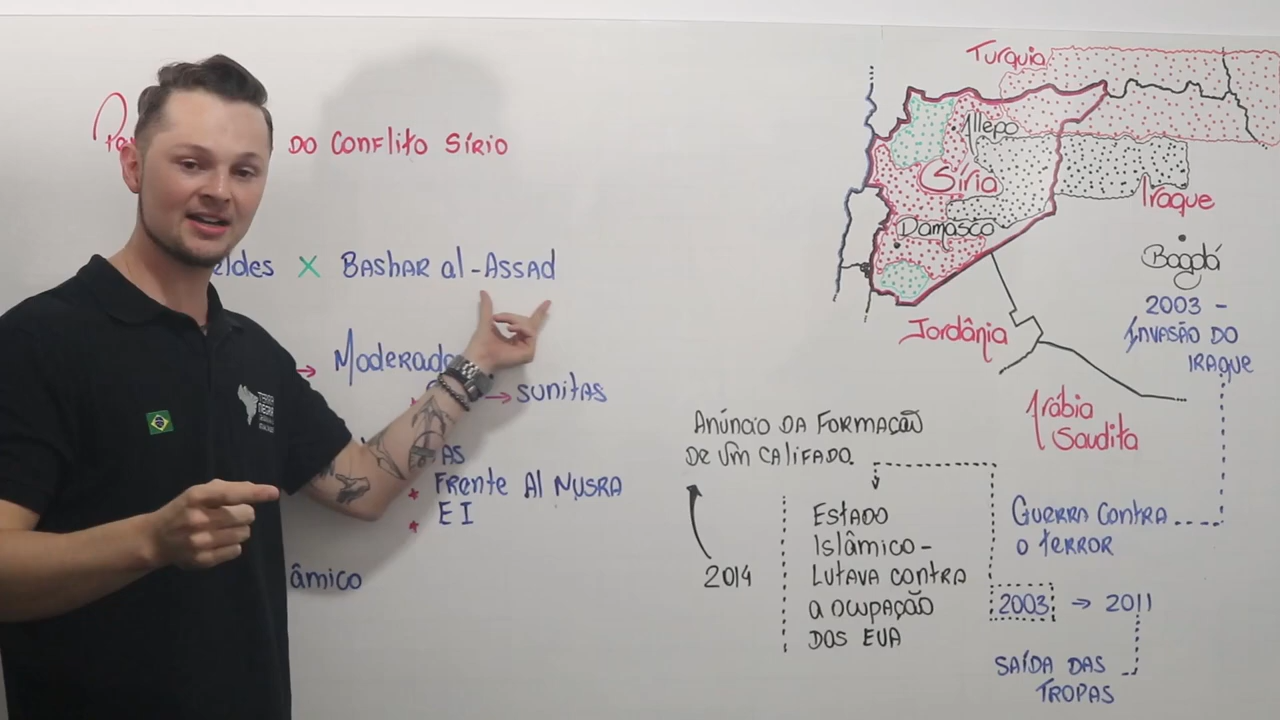 DO CONFLITO SÍRIO
eldes X BASHAR al-ASSAD
→ MODERADO
→ SUNITAS
AS
FRENTE Al NUSRA
EI
âmico
TURQUIA
Allepo
Síria
Damasco
Iraque
Bagdá
2003 -
INVASÃO DO
IRAQUE
Jordânia
Arábia
Saudita
ANÚNCIO DA FORMAÇÃO
DE UM CALIFADO.
2014
ESTADO
ISLÂMICO -
LUTAVA CONTRA
A OCUPAÇÃO
DOS EUA
GUERRA CONTRA
O TERROR
2003 → 2011
SAÍDA DAS
TROPAS